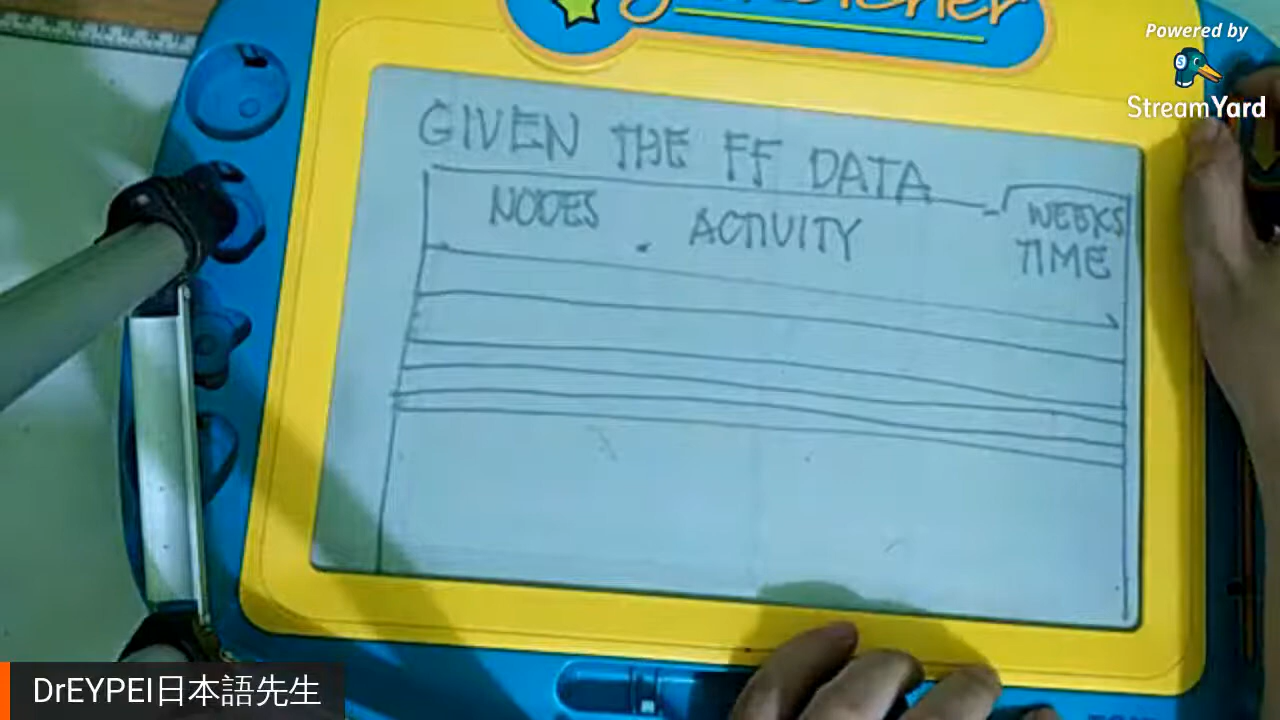 Powered by
StreamYard
GIVEN THE FF DATA
NODES ACTIVITY WEEKS
TIME
DrEYPEI日本語先生